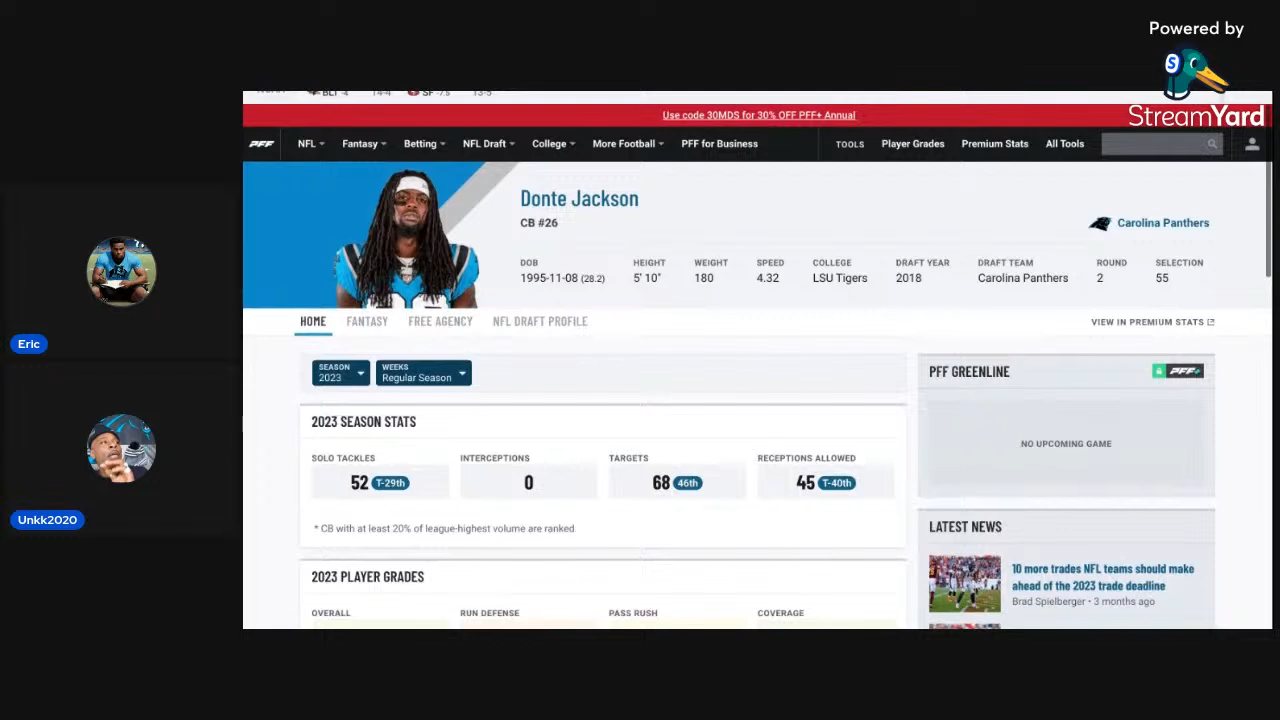 Powered by
StreamYard
BLT -4 SF -7.5
Use code 30MDS for 30% OFF PFF+ Annual
PFF NFL Fantasy Betting NFL Draft College More Football PFF for Business TOOLS Player Grades Premium Stats All Tools
Donte Jackson
CB #26
Carolina Panthers
DOB HEIGHT WEIGHT SPEED COLLEGE DRAFT YEAR DRAFT TEAM ROUND SELECTION
1995-11-08 (28.2) 5' 10" 180 4.32 LSU Tigers 2018 Carolina Panthers 2 55
HOME FANTASY FREE AGENCY NFL DRAFT PROFILE VIEW IN PREMIUM STATS
Eric
SEASON
2023
WEEKS
Regular Season
2023 SEASON STATS
SOLO TACKLES INTERCEPTIONS TARGETS RECEPTIONS ALLOWED
52 T-29th 0 68 46th 45 T-40th
* CB with at least 20% of league-highest volume are ranked.
2023 PLAYER GRADES
OVERALL RUN DEFENSE PASS RUSH COVERAGE
Unkk2020
PFF GREENLINE
PFF+
NO UPCOMING GAME
LATEST NEWS
10 more trades NFL teams should make
ahead of the 2023 trade deadline
Brad Spielberger • 3 months ago